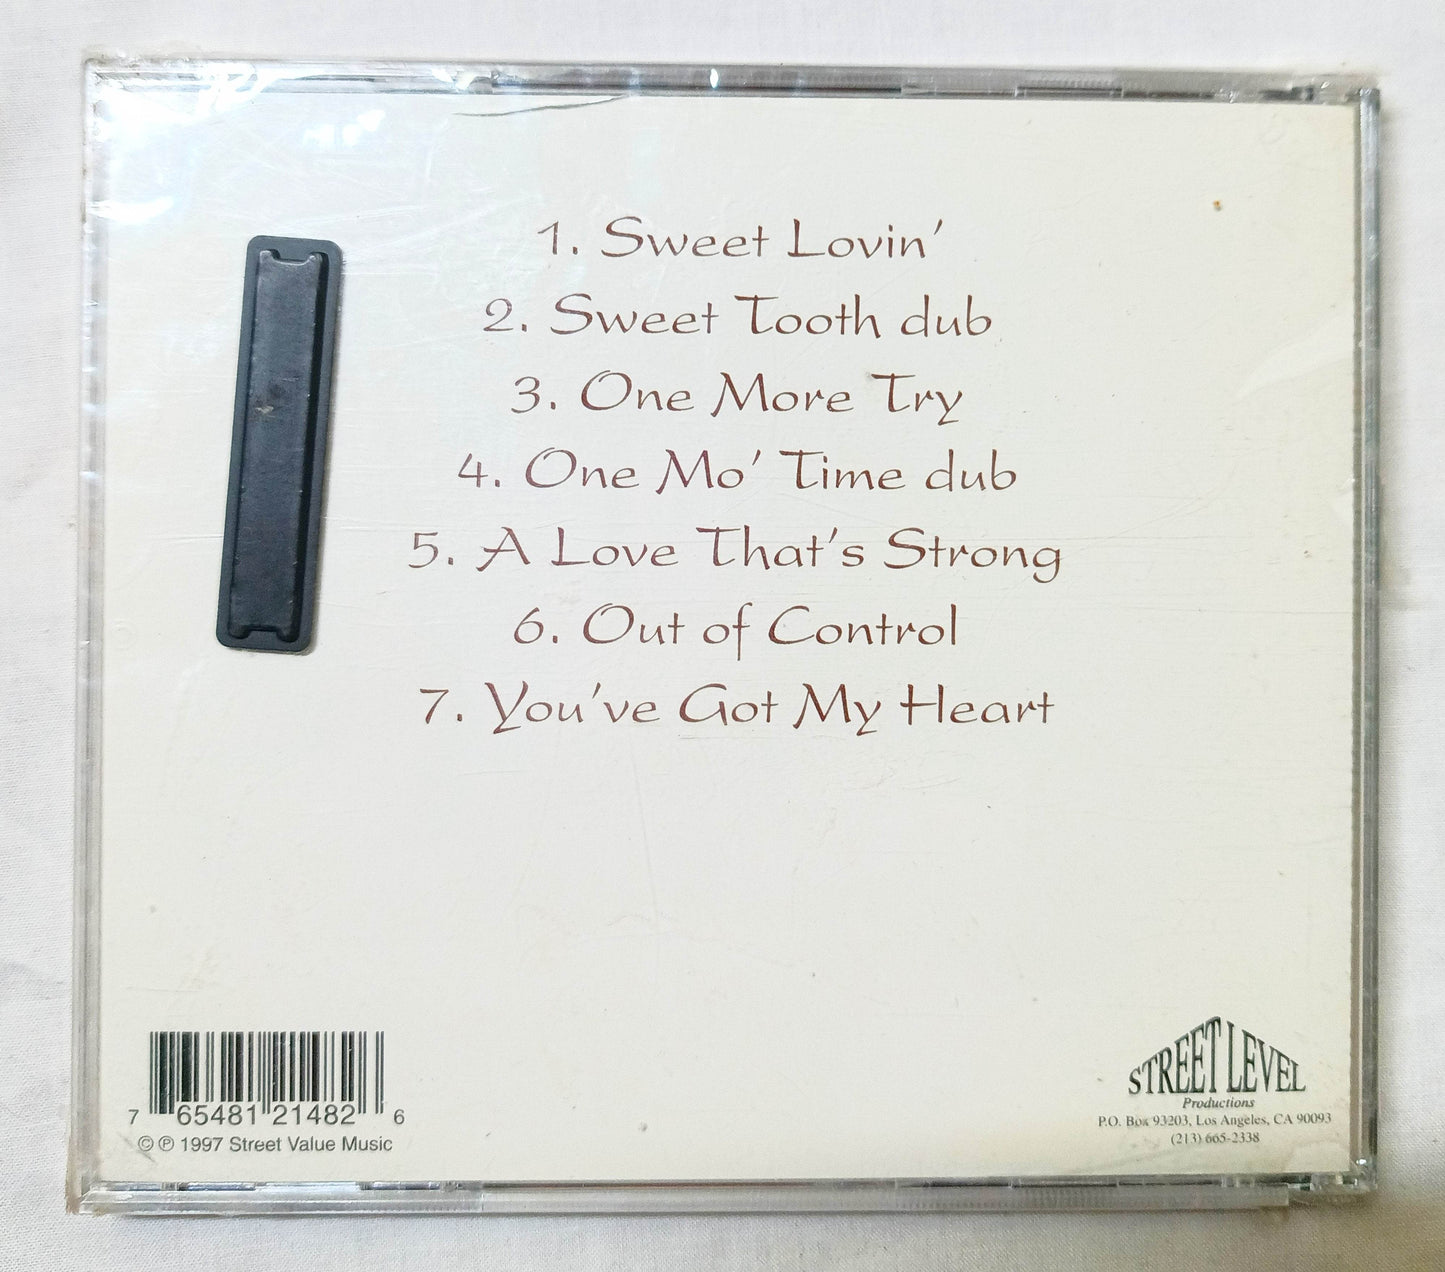 1. Sweet Lovin'
2. Sweet Tooth dub
3. One More Try
4. One Mo' Time dub
5. A Love That's Strong
6. Out of Control
7. You've Got My Heart
7 65481 21482 6
© ℗ 1997 Street Value Music
STREET LEVEL
Productions
P.O. Box 93203, Los Angeles, CA 90093
(213) 665-2338